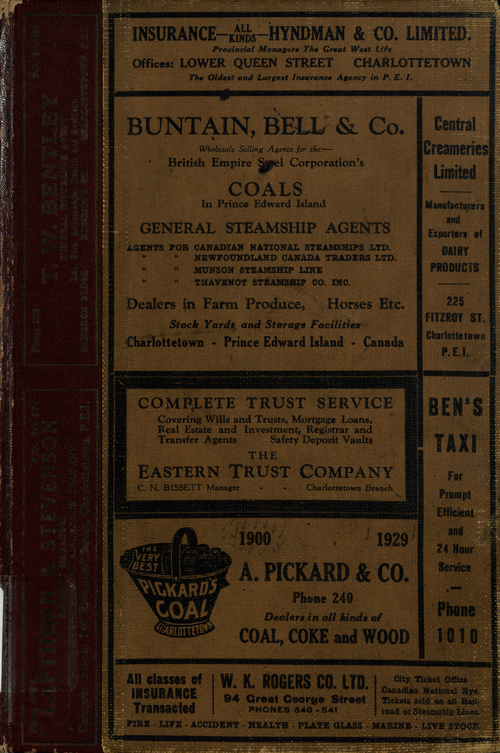 INSURANCE—ALL KINDS—HYNDMAN & CO. LIMITED.
Provincial Managers The Great West Life
Offices: LOWER QUEEN STREET CHARLOTTETOWN
The Oldest and Largest Insurance Agency in P. E. I.
BUNTAIN, BELL & Co.
Wholesale Selling Agents for the:—
British Empire Steel Corporation's
COALS
In Prince Edward Island
GENERAL STEAMSHIP AGENTS
AGENTS FOR CANADIAN NATIONAL STEAMSHIPS LTD.
" " NEWFOUNDLAND CANADA TRADERS LTD.
" " MUNSON STEAMSHIP LINE
" " THAVENOT STEAMSHIP CO. INC.
Dealers in Farm Produce, Horses Etc.
Stock Yards and Storage Facilities
Charlottetown - Prince Edward Island - Canada
Central
Creameries
Limited
Manufacturers
and
Exporters of
DAIRY
PRODUCTS
225
FITZROY ST.
Charlottetown
P. E. I.
COMPLETE TRUST SERVICE
Covering Wills and Trusts, Mortgage Loans,
Real Estate and Investment, Registrar and
Transfer Agents Safety Deposit Vaults
THE
EASTERN TRUST COMPANY
C. N. BISSETT Manager - - Charlottetown Branch
BEN'S
TAXI
For
Prompt
Efficient
and
24 Hour
Service
—
Phone
1010
1900 1929
THE
VERY
BEST
PICKARD'S
COAL
CHARLOTTETOWN
A. PICKARD & CO.
Phone 240
Dealers in all kinds of
COAL, COKE and WOOD
All classes of
INSURANCE
Transacted
W. K. ROGERS CO. LTD.
94 Great George Street
PHONES 540-541
City Ticket Office
Canadian National Rys.
Tickets sold on all Rail-
road or Steamship Lines.
FIRE - LIFE - ACCIDENT - HEALTH - PLATE GLASS - MARINE - LIVE STOCK
T. W. BENTLEY
STEVENSON